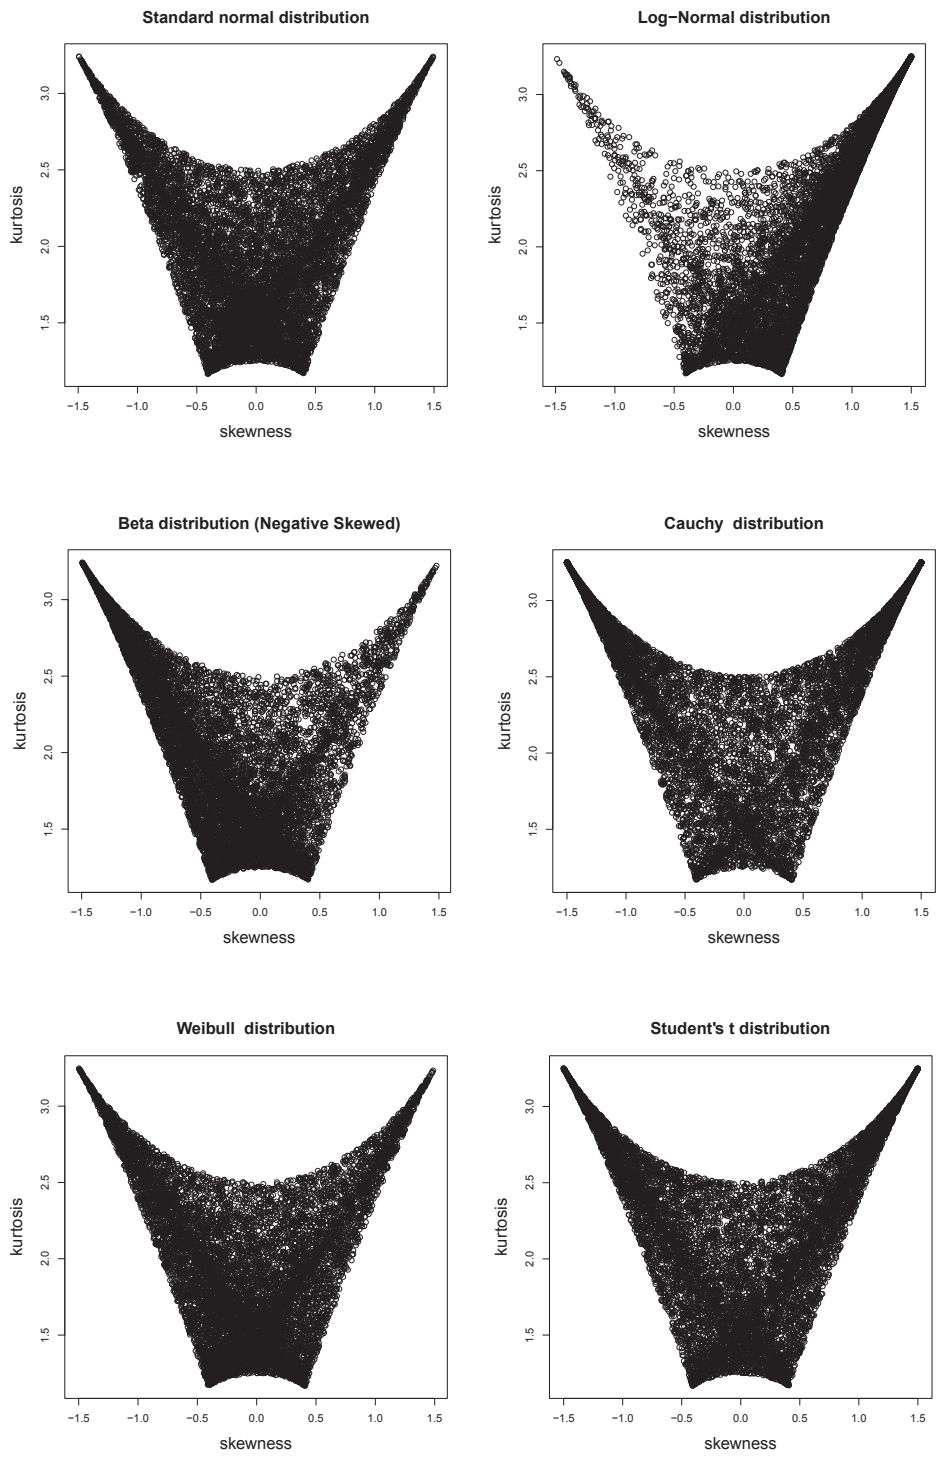 Standard normal distribution
kurtosis
3.0
2.5
2.0
1.5
−1.5 −1.0 −0.5 0.0 0.5 1.0 1.5
skewness
Log−Normal distribution
kurtosis
3.0
2.5
2.0
1.5
−1.5 −1.0 −0.5 0.0 0.5 1.0 1.5
skewness
Beta distribution (Negative Skewed)
kurtosis
3.0
2.5
2.0
1.5
−1.5 −1.0 −0.5 0.0 0.5 1.0 1.5
skewness
Cauchy distribution
kurtosis
3.0
2.5
2.0
1.5
−1.5 −1.0 −0.5 0.0 0.5 1.0 1.5
skewness
Weibull distribution
kurtosis
3.0
2.5
2.0
1.5
−1.5 −1.0 −0.5 0.0 0.5 1.0 1.5
skewness
Student's t distribution
kurtosis
3.0
2.5
2.0
1.5
−1.5 −1.0 −0.5 0.0 0.5 1.0 1.5
skewness